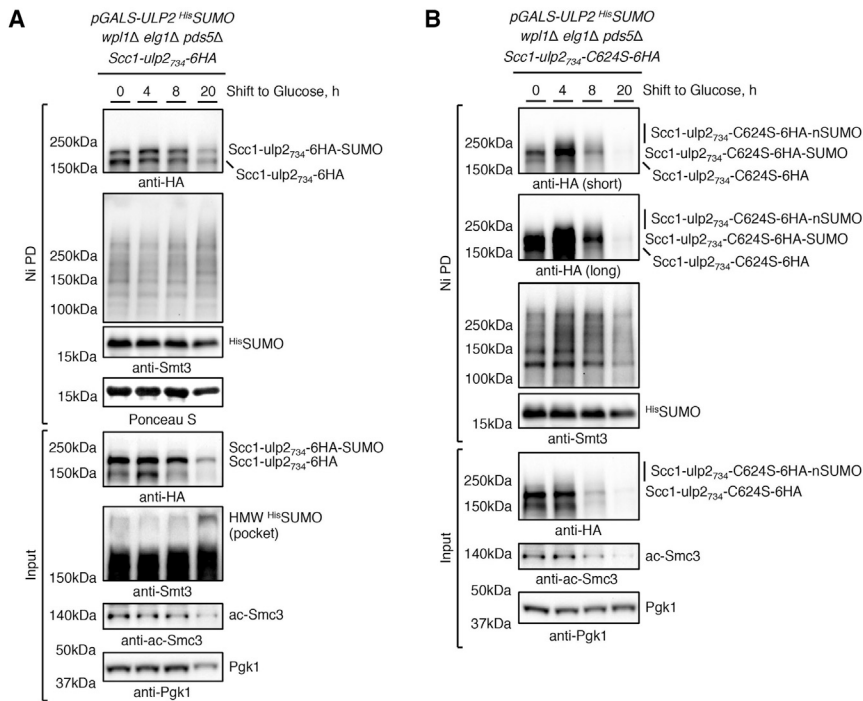 A
pGALS-ULP2 HisSUMO
wpl1Δ elg1Δ pds5Δ
Scc1-ulp2734-6HA
0 4 8 20 Shift to Glucose, h
Ni PD
250kDa
150kDa
Scc1-ulp2734-6HA-SUMO
Scc1-ulp2734-6HA
anti-HA
250kDa
150kDa
100kDa
15kDa
HisSUMO
anti-Smt3
15kDa
Ponceau S
Input
250kDa
150kDa
Scc1-ulp2734-6HA-SUMO
Scc1-ulp2734-6HA
anti-HA
HMW HisSUMO
(pocket)
150kDa
anti-Smt3
140kDa
ac-Smc3
anti-ac-Smc3
50kDa
37kDa
Pgk1
anti-Pgk1
B
pGALS-ULP2 HisSUMO
wpl1Δ elg1Δ pds5Δ
Scc1-ulp2734-C624S-6HA
0 4 8 20 Shift to Glucose, h
Ni PD
250kDa
150kDa
Scc1-ulp2734-C624S-6HA-nSUMO
Scc1-ulp2734-C624S-6HA-SUMO
Scc1-ulp2734-C624S-6HA
anti-HA (short)
250kDa
150kDa
Scc1-ulp2734-C624S-6HA-nSUMO
Scc1-ulp2734-C624S-6HA-SUMO
Scc1-ulp2734-C624S-6HA
anti-HA (long)
250kDa
150kDa
100kDa
15kDa
HisSUMO
anti-Smt3
Input
250kDa
150kDa
Scc1-ulp2734-C624S-6HA-nSUMO
Scc1-ulp2734-C624S-6HA
anti-HA
140kDa
ac-Smc3
anti-ac-Smc3
50kDa
37kDa
Pgk1
anti-Pgk1